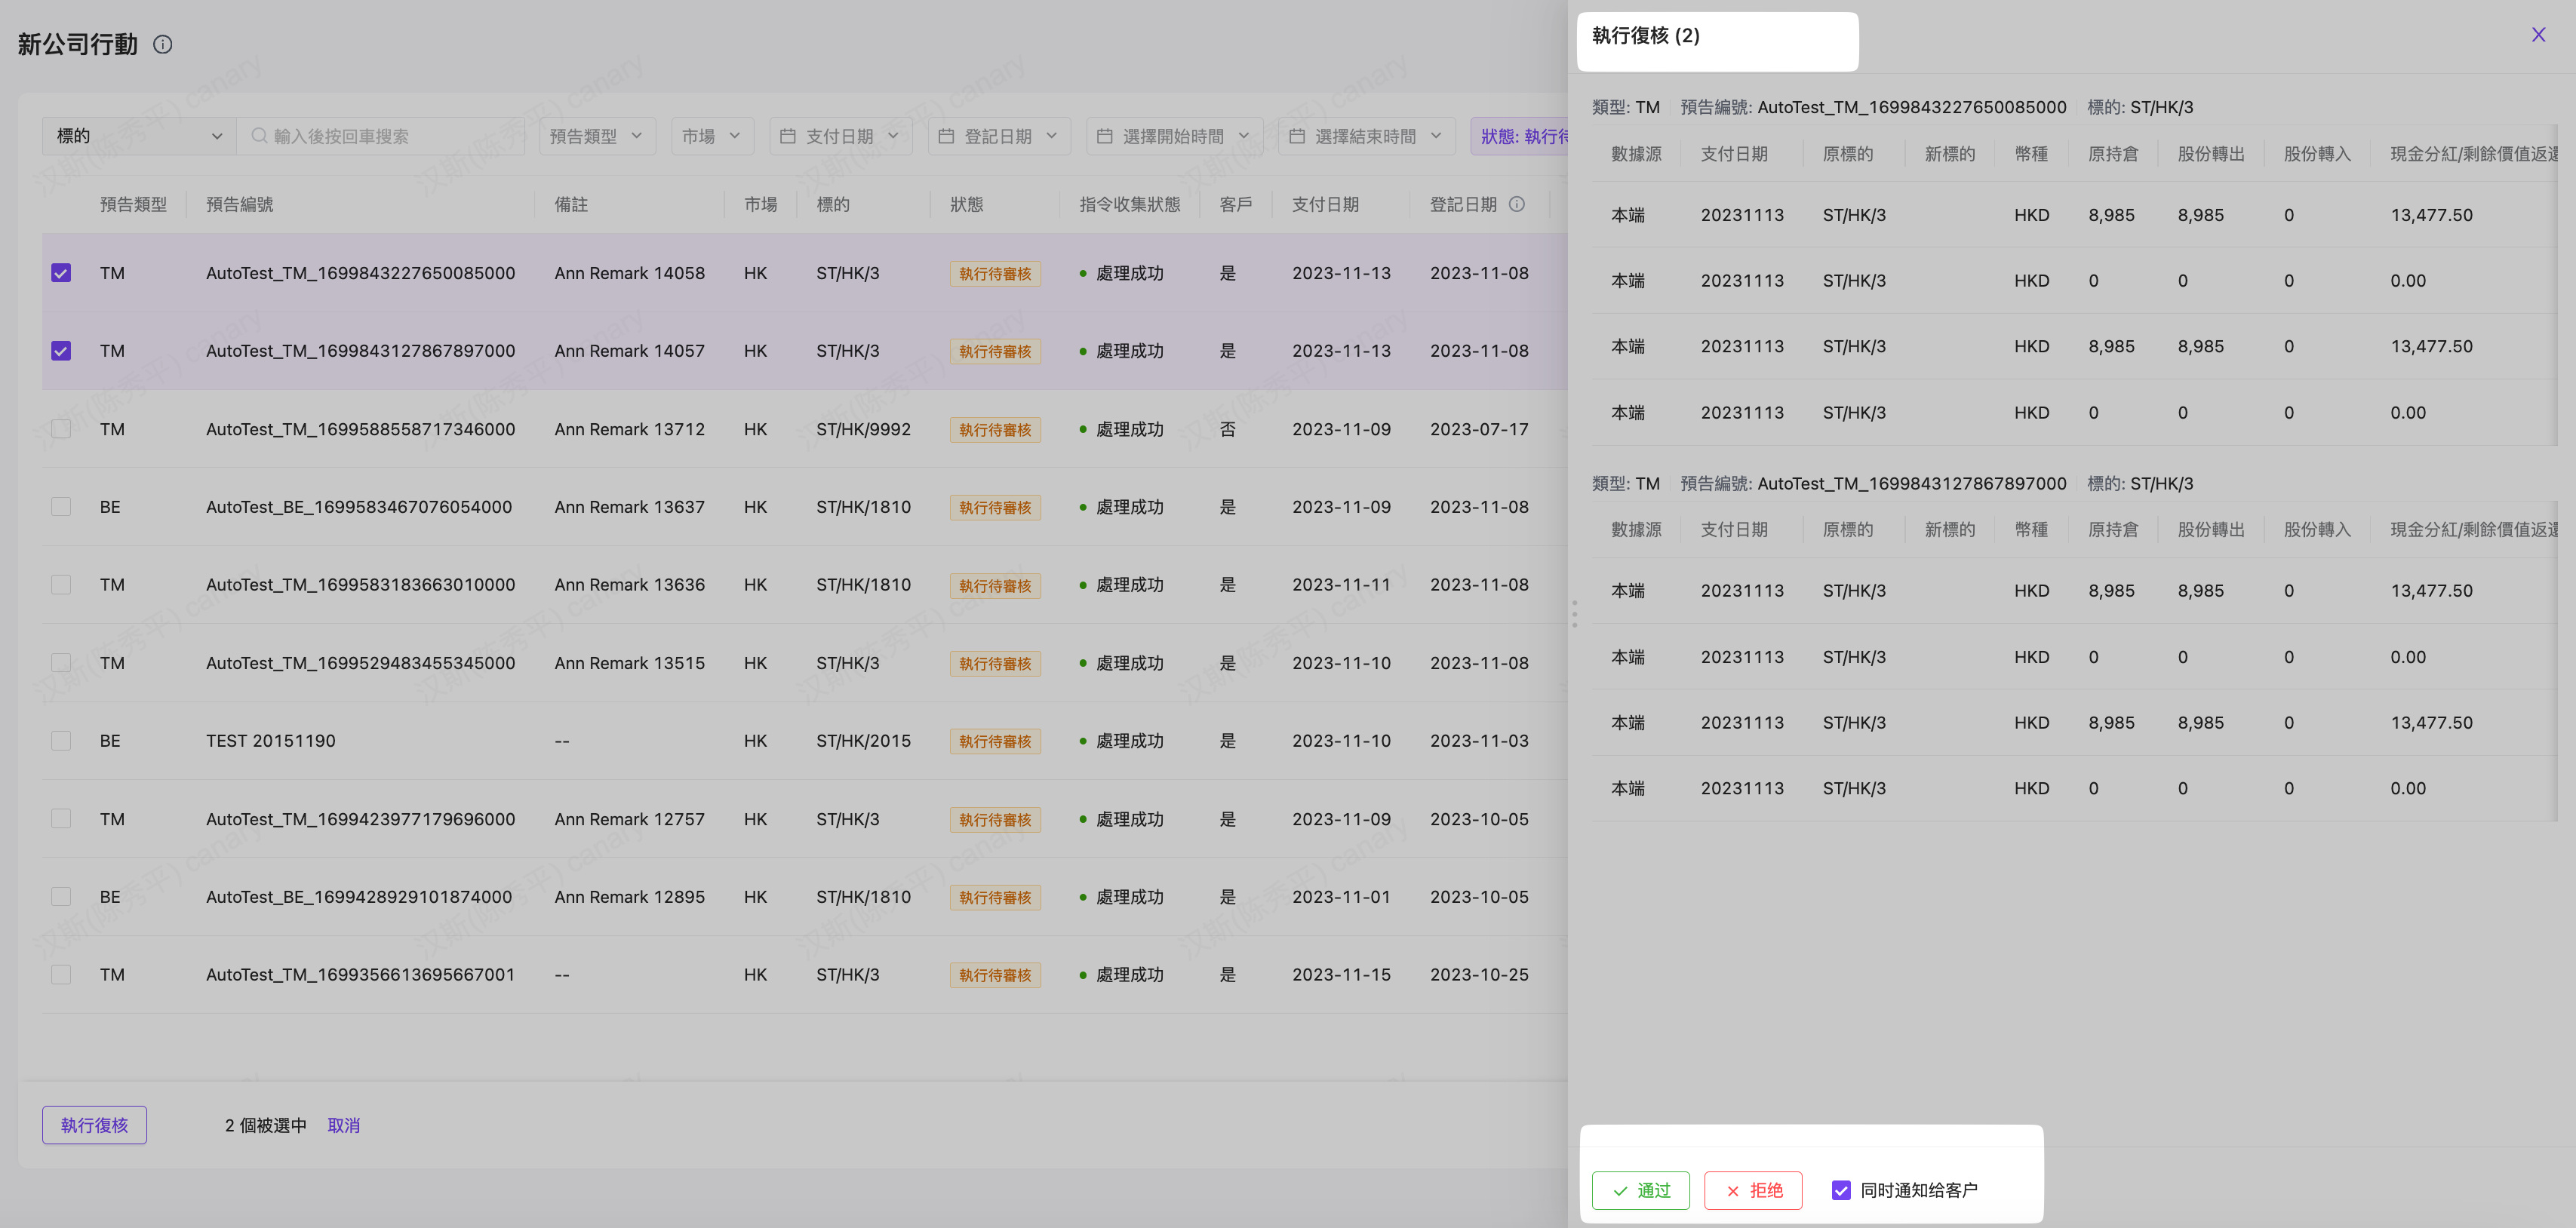 新公司行動
標的 輸入後按回車搜索 預告類型 市場 支付日期 登記日期 選擇開始時間 選擇結束時間 狀態: 執行待
預告類型 預告編號 備註 市場 標的 狀態 指令收集狀態 客戶 支付日期 登記日期
TM AutoTest_TM_1699843227650085000 Ann Remark 14058 HK ST/HK/3 執行待審核 處理成功 是 2023-11-13 2023-11-08
TM AutoTest_TM_1699843127867897000 Ann Remark 14057 HK ST/HK/3 執行待審核 處理成功 是 2023-11-13 2023-11-08
TM AutoTest_TM_1699588558717346000 Ann Remark 13712 HK ST/HK/9992 執行待審核 處理成功 否 2023-11-09 2023-07-17
BE AutoTest_BE_1699583467076054000 Ann Remark 13637 HK ST/HK/1810 執行待審核 處理成功 是 2023-11-09 2023-11-08
TM AutoTest_TM_1699583183663010000 Ann Remark 13636 HK ST/HK/1810 執行待審核 處理成功 是 2023-11-11 2023-11-08
TM AutoTest_TM_1699529483455345000 Ann Remark 13515 HK ST/HK/3 執行待審核 處理成功 是 2023-11-10 2023-11-08
BE TEST 20151190 -- HK ST/HK/2015 執行待審核 處理成功 是 2023-11-10 2023-11-03
TM AutoTest_TM_1699423977179696000 Ann Remark 12757 HK ST/HK/3 執行待審核 處理成功 是 2023-11-09 2023-10-05
BE AutoTest_BE_1699428929101874000 Ann Remark 12895 HK ST/HK/1810 執行待審核 處理成功 是 2023-11-01 2023-10-05
TM AutoTest_TM_1699356613695667001 -- HK ST/HK/3 執行待審核 處理成功 是 2023-11-15 2023-10-25
執行復核 2 個被選中 取消
執行復核 (2)
類型: TM 預告編號: AutoTest_TM_1699843227650085000 標的: ST/HK/3
數據源 支付日期 原標的 新標的 幣種 原持倉 股份轉出 股份轉入 現金分紅/剩餘價值返還
本端 20231113 ST/HK/3 HKD 8,985 8,985 0 13,477.50
本端 20231113 ST/HK/3 HKD 0 0 0 0.00
本端 20231113 ST/HK/3 HKD 8,985 8,985 0 13,477.50
本端 20231113 ST/HK/3 HKD 0 0 0 0.00
類型: TM 預告編號: AutoTest_TM_1699843127867897000 標的: ST/HK/3
數據源 支付日期 原標的 新標的 幣種 原持倉 股份轉出 股份轉入 現金分紅/剩餘價值返還
本端 20231113 ST/HK/3 HKD 8,985 8,985 0 13,477.50
本端 20231113 ST/HK/3 HKD 0 0 0 0.00
本端 20231113 ST/HK/3 HKD 8,985 8,985 0 13,477.50
本端 20231113 ST/HK/3 HKD 0 0 0 0.00
通过 拒绝 同时通知给客户
汉斯(陈秀平) canary